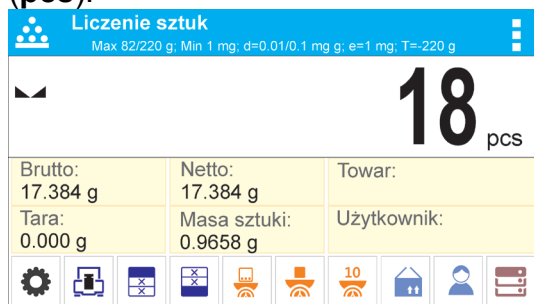 (pcs).
Liczenie sztuk
Max 82/220 g; Min 1 mg; d=0.01/0.1 mg g; e=1 mg; T=-220 g
18 pcs
Brutto:
17.384 g
Netto:
17.384 g
Towar:
Tara:
0.000 g
Masa sztuki:
0.9658 g
Użytkownik:
10